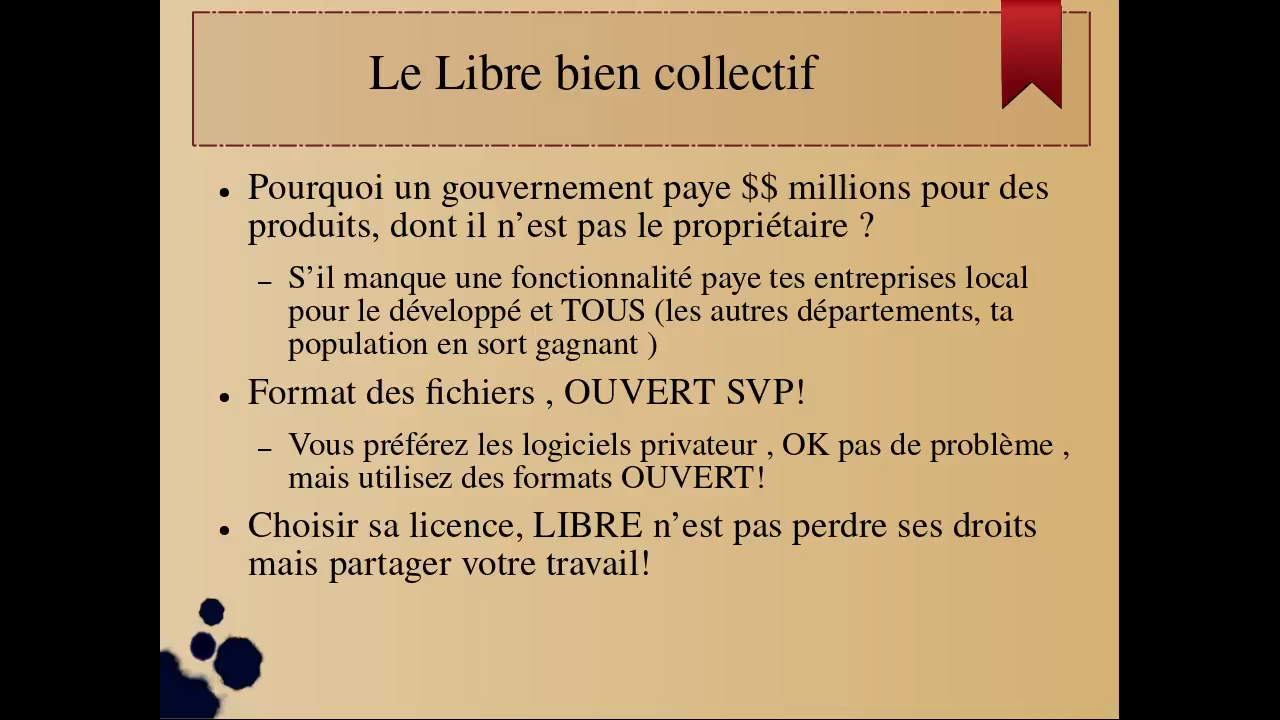 Le Libre bien collectif
● Pourquoi un gouvernement paye $$ millions pour des
produits, dont il n’est pas le propriétaire ?
– S’il manque une fonctionnalité paye tes entreprises local
pour le développé et TOUS (les autres départements, ta
population en sort gagnant )
● Format des fichiers , OUVERT SVP!
– Vous préférez les logiciels privateur , OK pas de problème ,
mais utilisez des formats OUVERT!
● Choisir sa licence, LIBRE n’est pas perdre ses droits
mais partager votre travail!